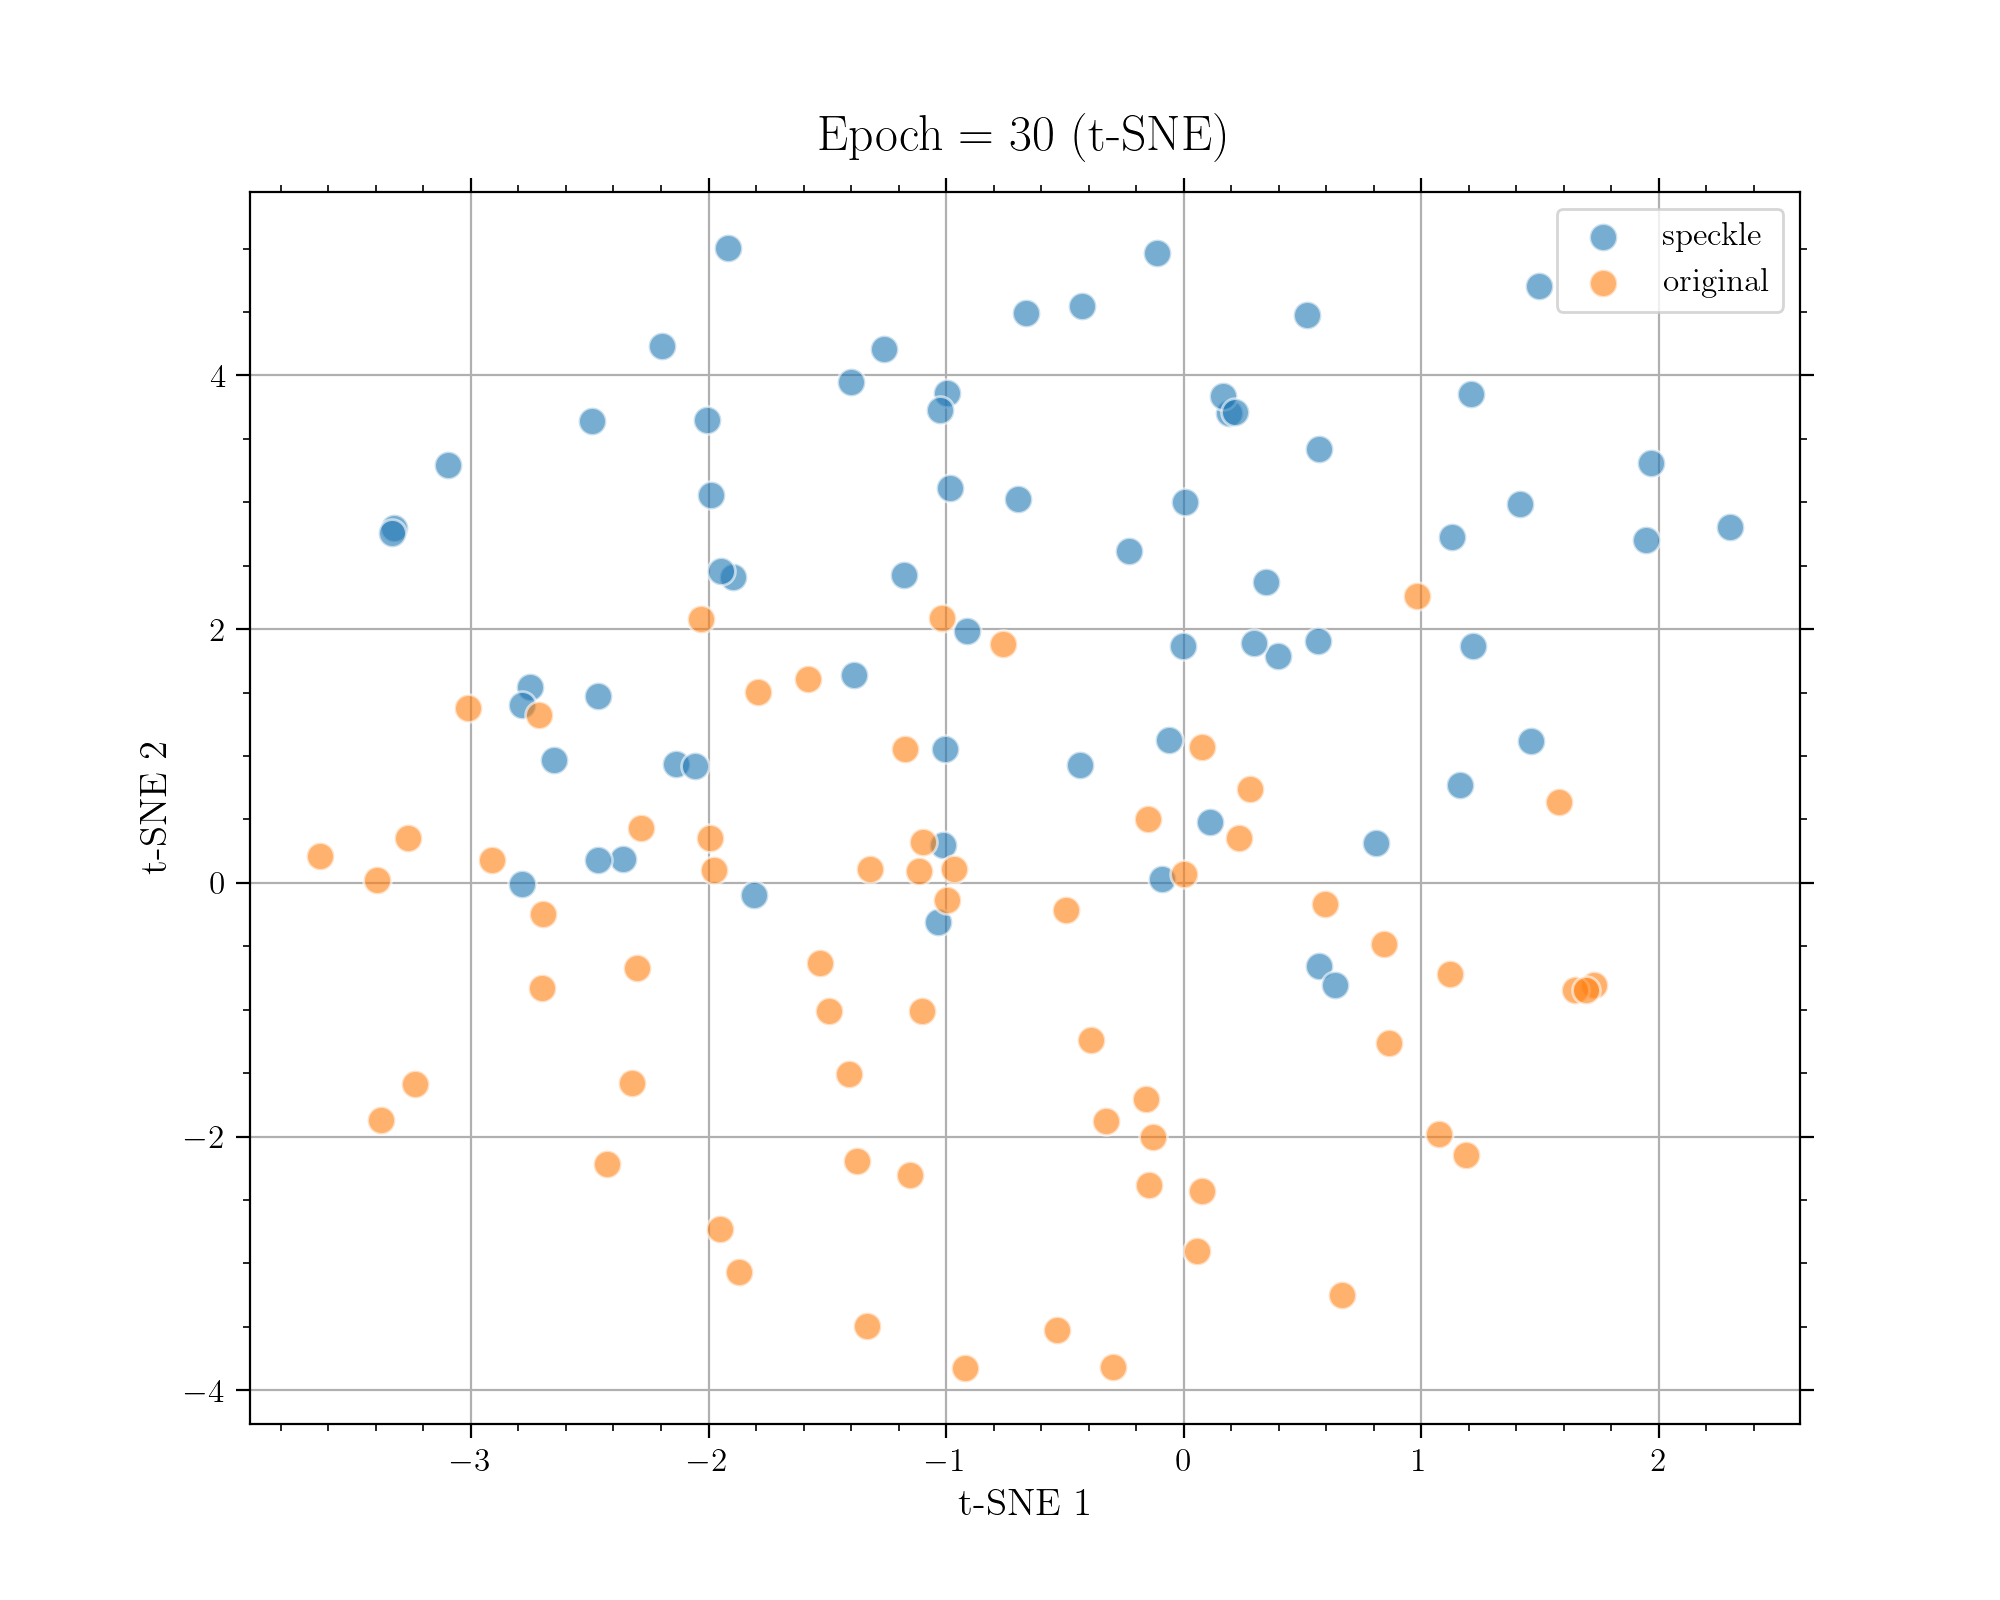 Epoch = 30 (t-SNE)
speckle
original
4
2
0
−2
−4
t-SNE 2
−3
−2
−1
0
1
2
t-SNE 1